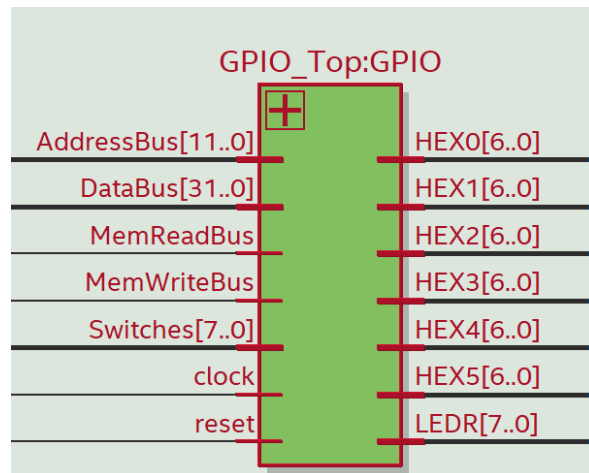 GPIO_Top:GPIO
AddressBus[11..0]
DataBus[31..0]
MemReadBus
MemWriteBus
Switches[7..0]
clock
reset
HEX0[6..0]
HEX1[6..0]
HEX2[6..0]
HEX3[6..0]
HEX4[6..0]
HEX5[6..0]
LEDR[7..0]